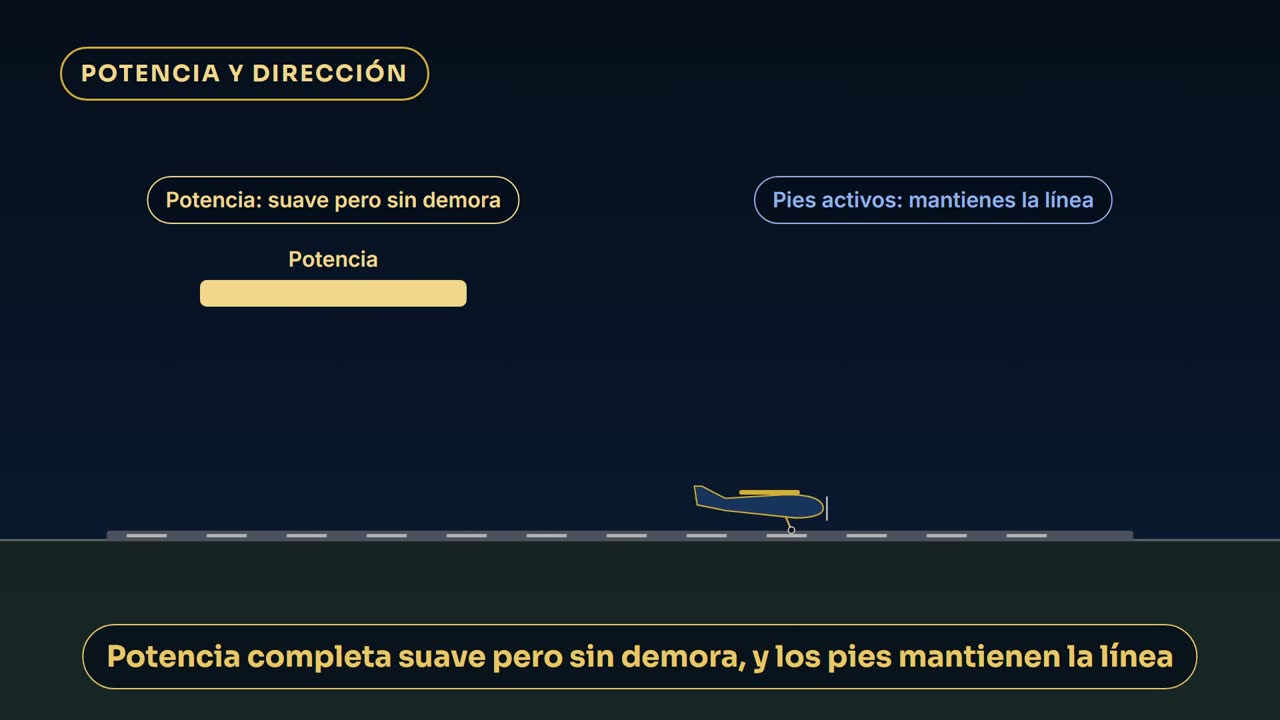 POTENCIA Y DIRECCIÓN
Potencia: suave pero sin demora
Pies activos: mantienes la línea
Potencia
Potencia completa suave pero sin demora, y los pies mantienen la línea